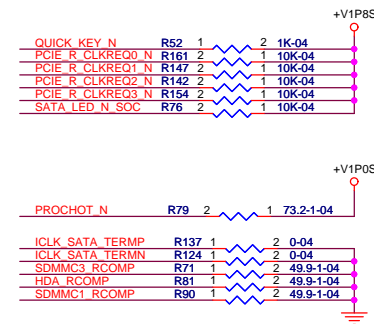 +V1P8S
QUICK_KEY_N R52 1 2 1K-04
PCIE_R_CLKREQ0_N R161 2 1 10K-04
PCIE_R_CLKREQ1_N R147 2 1 10K-04
PCIE_R_CLKREQ2_N R142 2 1 10K-04
PCIE_R_CLKREQ3_N R154 2 1 10K-04
SATA_LED_N_SOC R76 2 1 10K-04
+V1P0S
PROCHOT_N R79 2 1 73.2-1-04
ICLK_SATA_TERMP R137 1 2 0-04
ICLK_SATA_TERMN R124 1 2 0-04
SDMMC3_RCOMP R71 1 2 49.9-1-04
HDA_RCOMP R81 1 2 49.9-1-04
SDMMC1_RCOMP R90 1 2 49.9-1-04